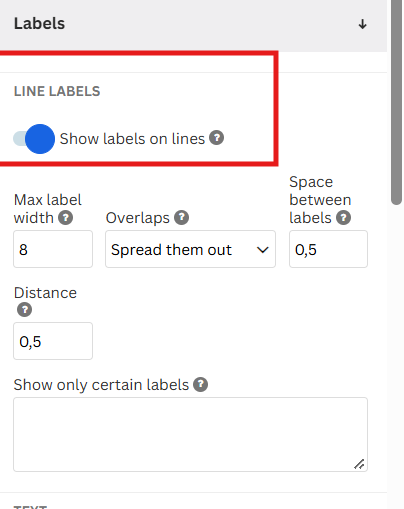 Labels
LINE LABELS
Show labels on lines ?
Max label width ?
Overlaps ?
Space between labels ?
8
Spread them out
0,5
Distance ?
0,5
Show only certain labels ?
TEXT